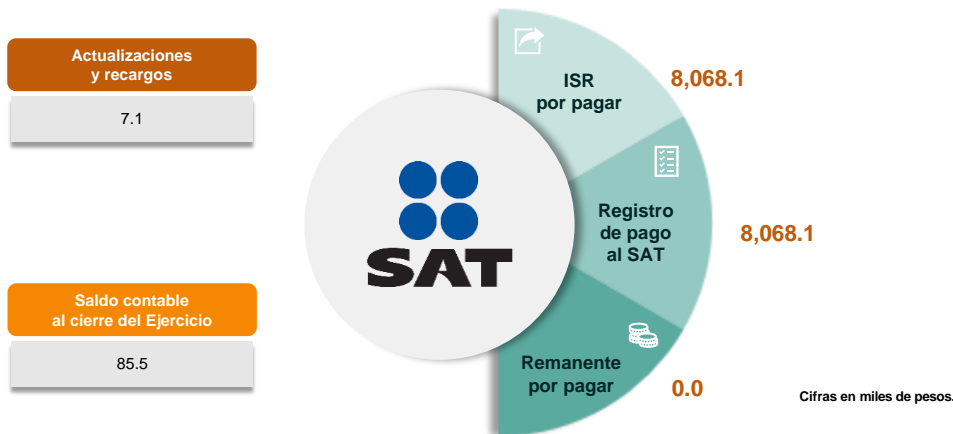 Actualizaciones
y recargos
7.1
Saldo contable
al cierre del Ejercicio
85.5
SAT
ISR
por pagar
8,068.1
Registro
de pago
al SAT
8,068.1
Remanente
por pagar
0.0
Cifras en miles de pesos.